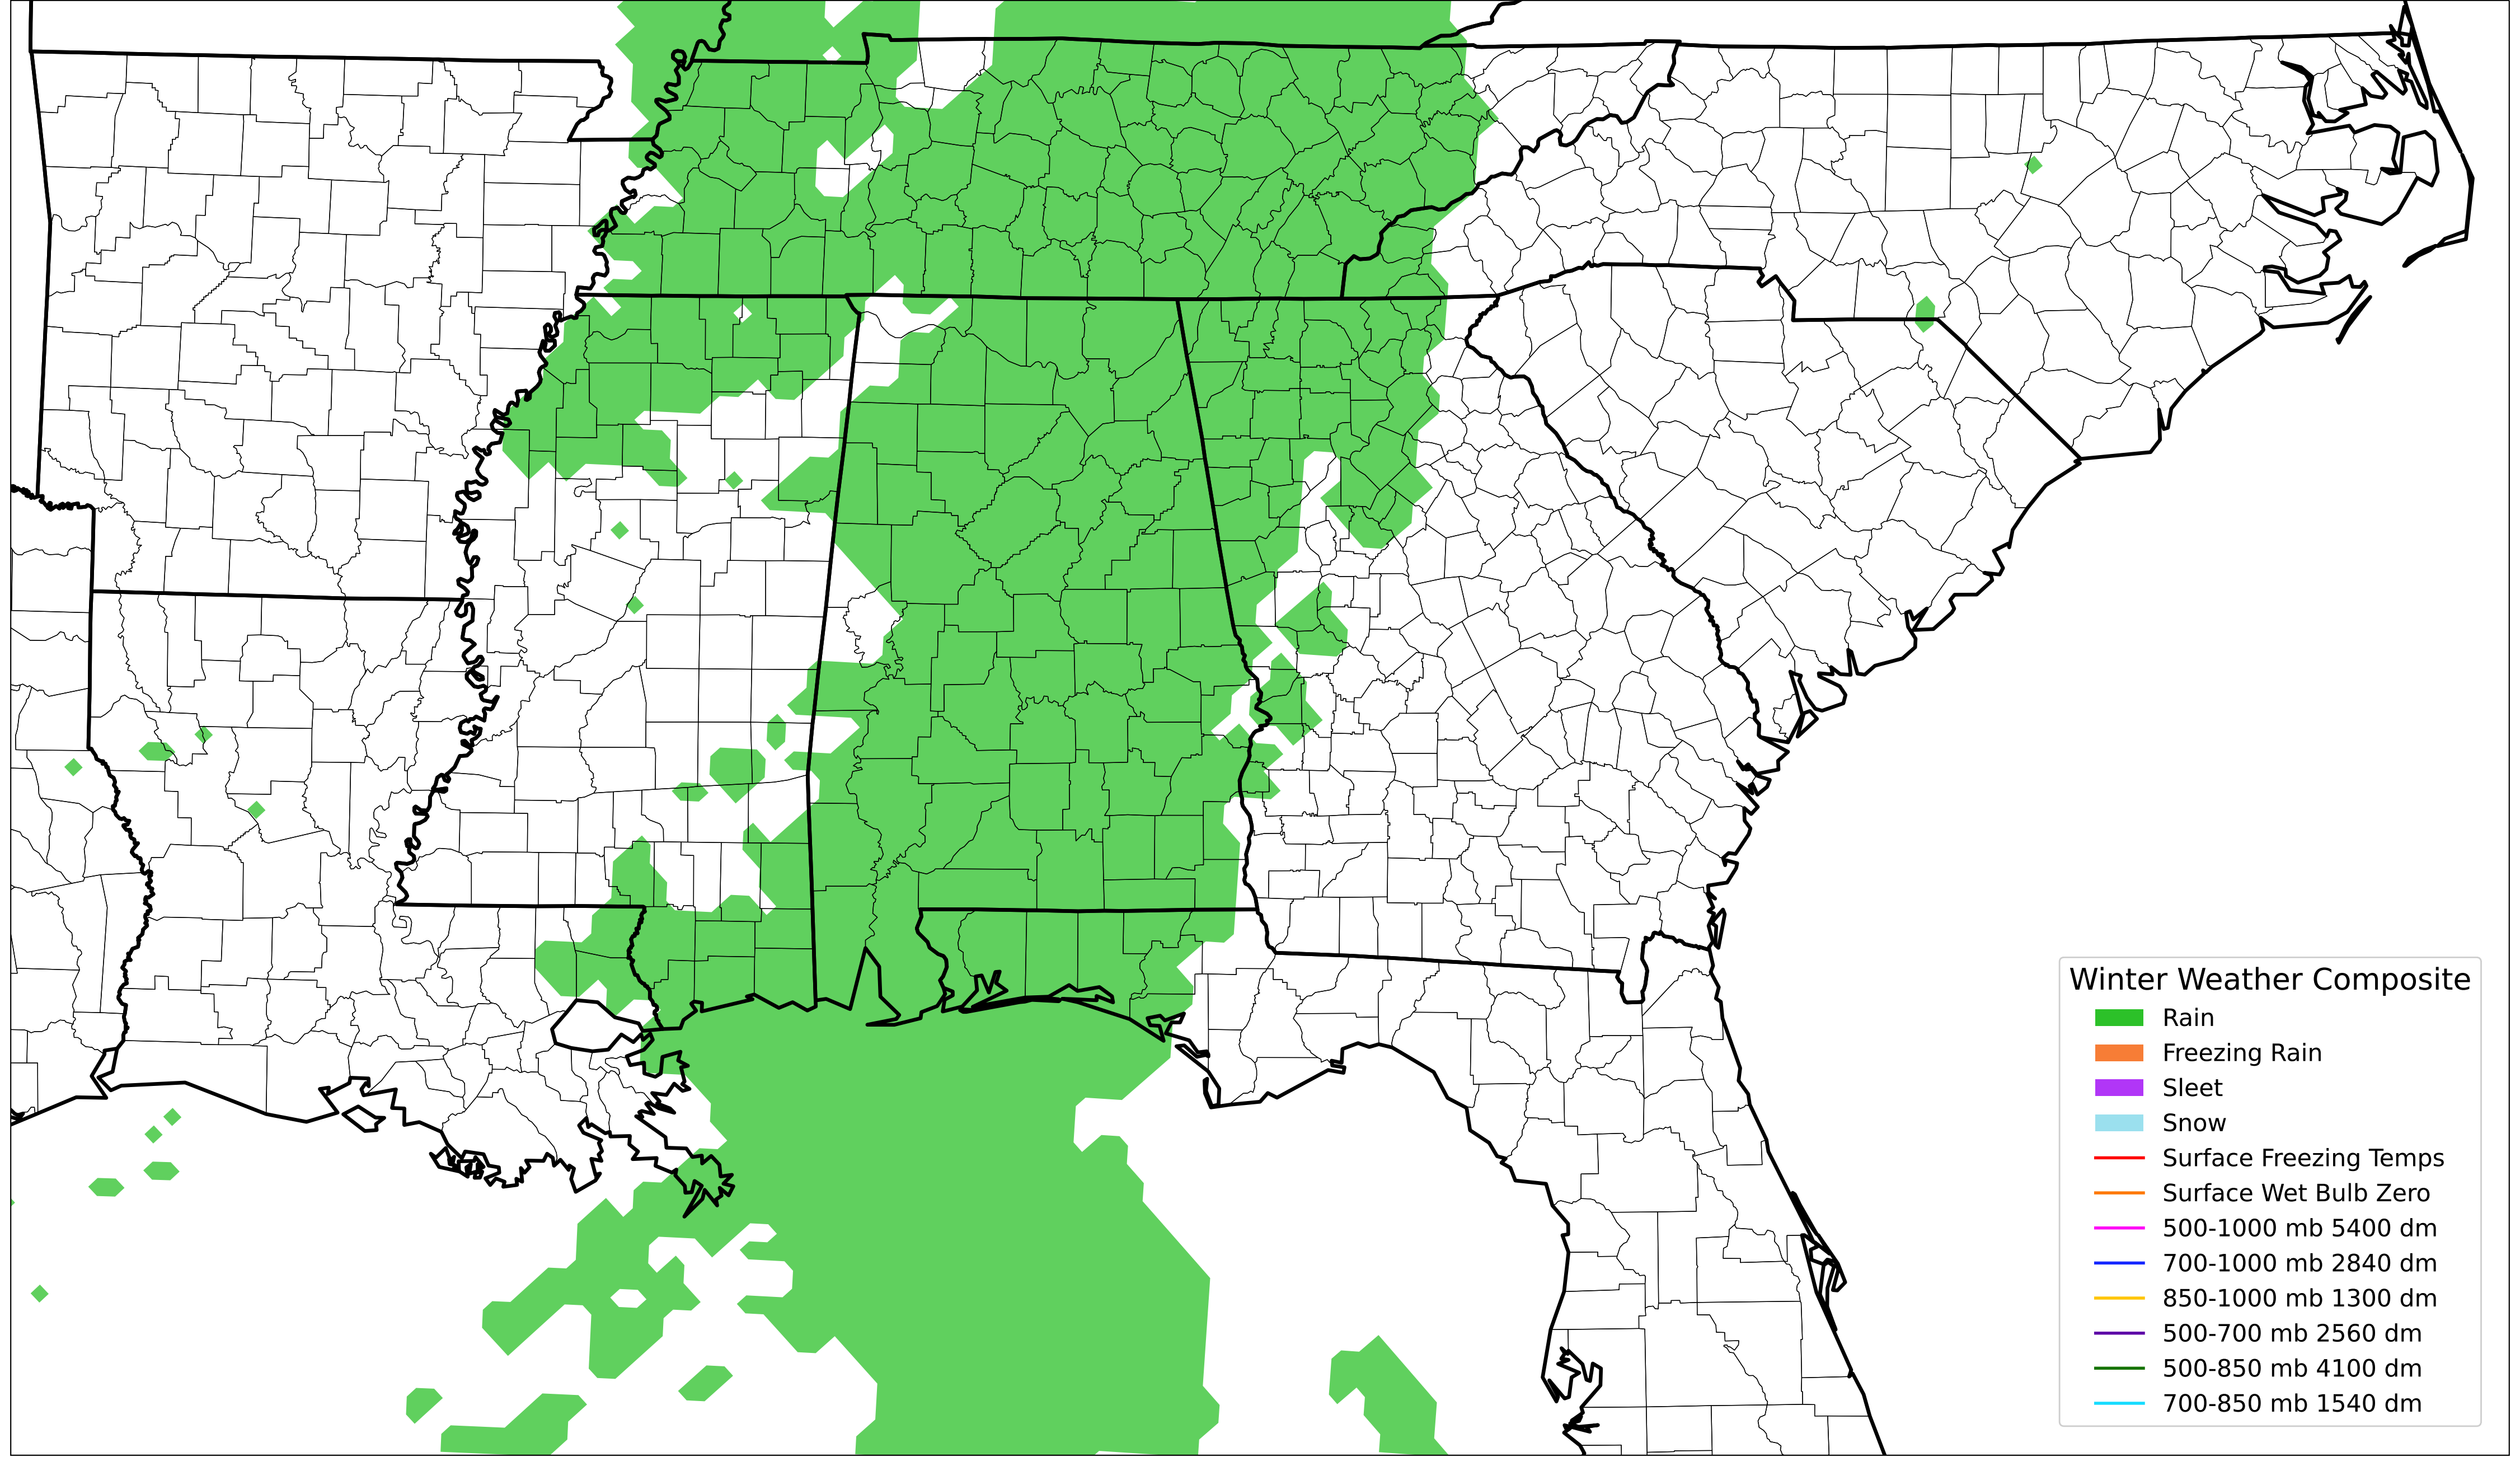 Winter Weather Composite
Rain
Freezing Rain
Sleet
Snow
Surface Freezing Temps
Surface Wet Bulb Zero
500-1000 mb 5400 dm
700-1000 mb 2840 dm
850-1000 mb 1300 dm
500-700 mb 2560 dm
500-850 mb 4100 dm
700-850 mb 1540 dm